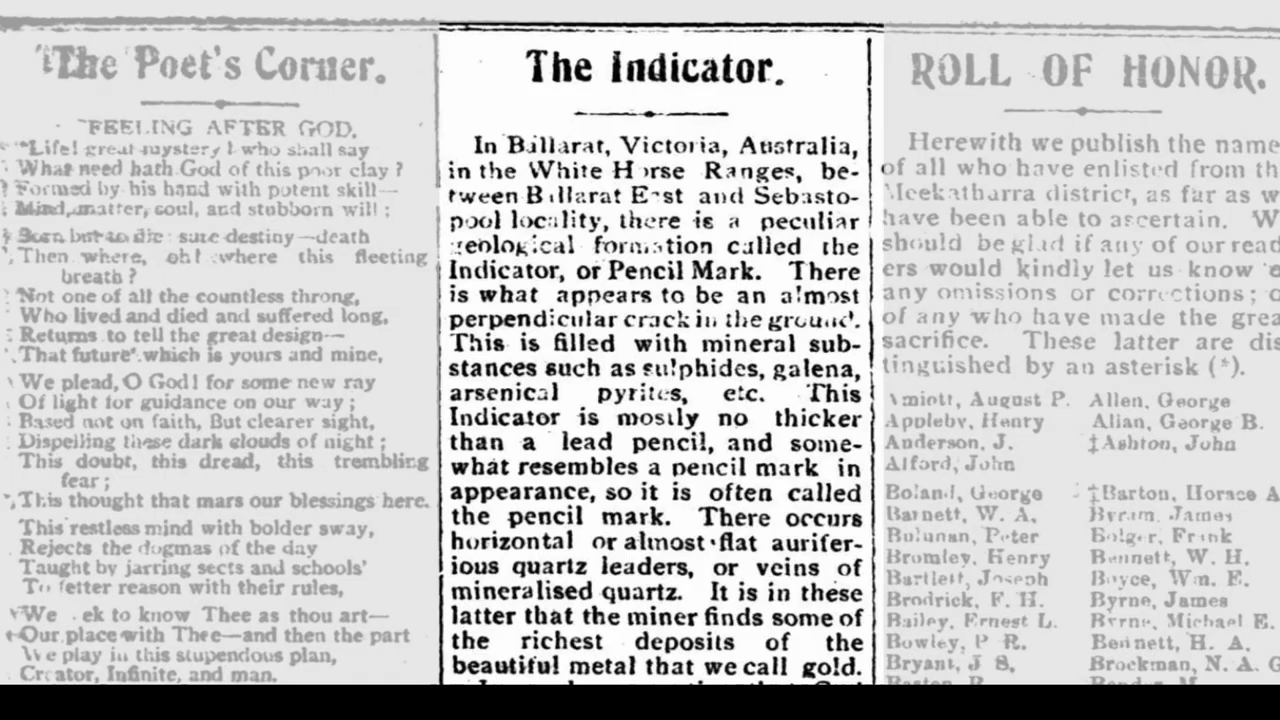 The Poet's Corner.
FEELING AFTER GOD.
"Life! great mystery! who shall say
What need hath God of this poor clay?
Formed by his hand with potent skill—
Mind, matter, soul, and stubborn will;
Born but to die: sure destiny—death
Then where, oh! where this fleeting
breath?
Not one of all the countless throng,
Who lived and died and suffered long,
Returns to tell the great design—
That future which is yours and mine,
We plead, O God! for some new ray
Of light for guidance on our way;
Based not on faith, But clearer sight,
Dispelling these dark clouds of night;
This doubt, this dread, this trembling
fear;
This thought that mars our blessings here.
This restless mind with bolder sway,
Rejects the dogmas of the day
Taught by jarring sects and schools'
To fetter reason with their rules,
We ek to know Thee as thou art—
Our place with Thee—and then the part
We play in this stupendous plan,
Creator, Infinite, and man.
The Indicator.
In Ballarat, Victoria, Australia,
in the White Horse Ranges, be-
tween Ballarat East and Sebasto-
pool locality, there is a peculiar
geological formation called the
Indicator, or Pencil Mark. There
is what appears to be an almost
perpendicular crack in the ground.
This is filled with mineral sub-
stances such as sulphides, galena,
arsenical pyrites, etc. This
Indicator is mostly no thicker
than a lead pencil, and some-
what resembles a pencil mark in
appearance, so it is often called
the pencil mark. There occurs
horizontal or almost flat aurifer-
ious quartz leaders, or veins of
mineralised quartz. It is in these
latter that the miner finds some of
the richest deposits of the
beautiful metal that we call gold.
ROLL OF HONOR.
Herewith we publish the name
of all who have enlisted from th
Meekatharra district, as far as w
have been able to ascertain. W
should be glad if any of our read
ers would kindly let us know
any omissions or corrections; o
of any who have made the grea
sacrifice. These latter are dis
tinguished by an asterisk (*).
Amiott, August P. Allen, George
Appleby, Henry Allan, George B.
Anderson, J. ‡Ashton, John
Alford, John
Boland, George ‡Barton, Horace A
Barnett, W. A. Byram, James
Bulunan, Peter Bolger, Frank
Bromley, Henry Bennett, W. H.
Bartlett, Joseph Boyce, Wm. E.
Brodrick, F. H. Byrne, James
Bailey, Ernest L. Byrne, Michael E.
Bowley, P R. Bennett, H. A.
Bryant, J S, Brockman, N. A. G